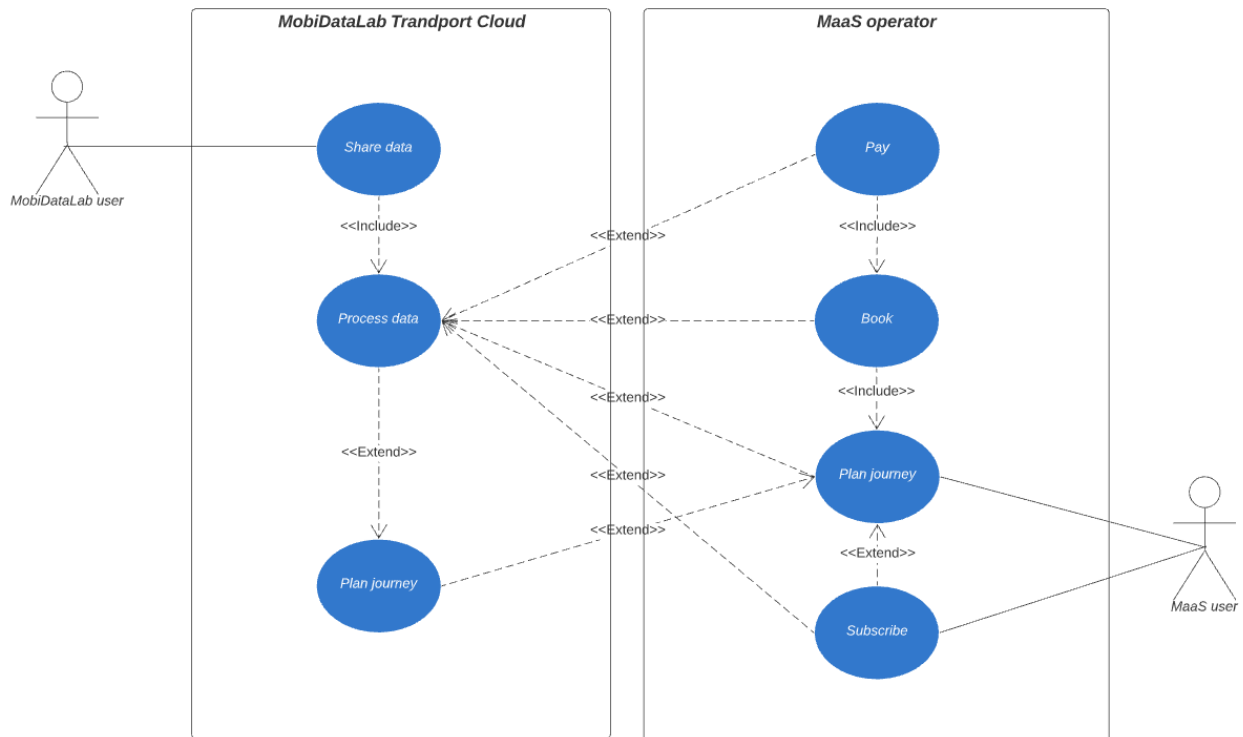 MobiDataLab Trandport Cloud
MaaS operator
MobiDataLab user
Share data
Pay
<<Include>>
<<Include>>
<<Extend>>
Process data
Book
<<Extend>>
<<Extend>>
<<Include>>
<<Extend>>
Plan journey
<<Extend>>
<<Extend>>
<<Extend>>
Plan journey
Subscribe
MaaS user